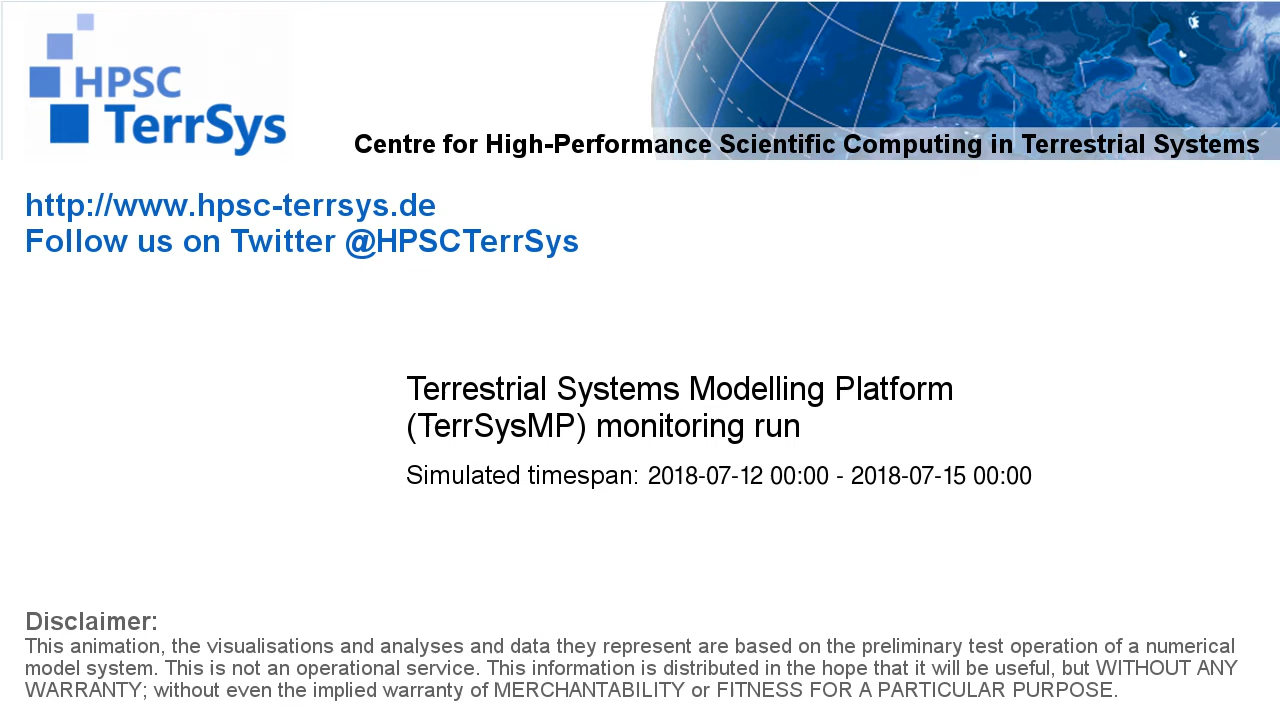 HPSC
TerrSys
Centre for High-Performance Scientific Computing in Terrestrial Systems
http://www.hpsc-terrsys.de
Follow us on Twitter @HPSCTerrSys
Terrestrial Systems Modelling Platform
(TerrSysMP) monitoring run
Simulated timespan: 2018-07-12 00:00 - 2018-07-15 00:00
Disclaimer:
This animation, the visualisations and analyses and data they represent are based on the preliminary test operation of a numerical
model system. This is not an operational service. This information is distributed in the hope that it will be useful, but WITHOUT ANY
WARRANTY; without even the implied warranty of MERCHANTABILITY or FITNESS FOR A PARTICULAR PURPOSE.